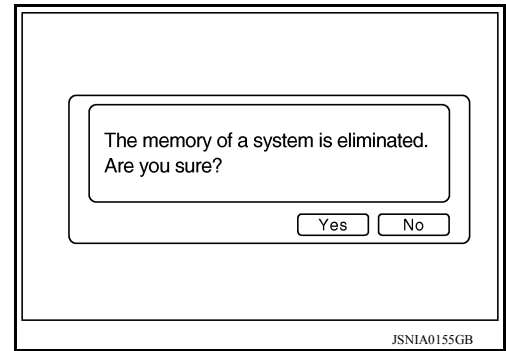 The memory of a system is eliminated.
Are you sure?
Yes No
JSNIA0155GB